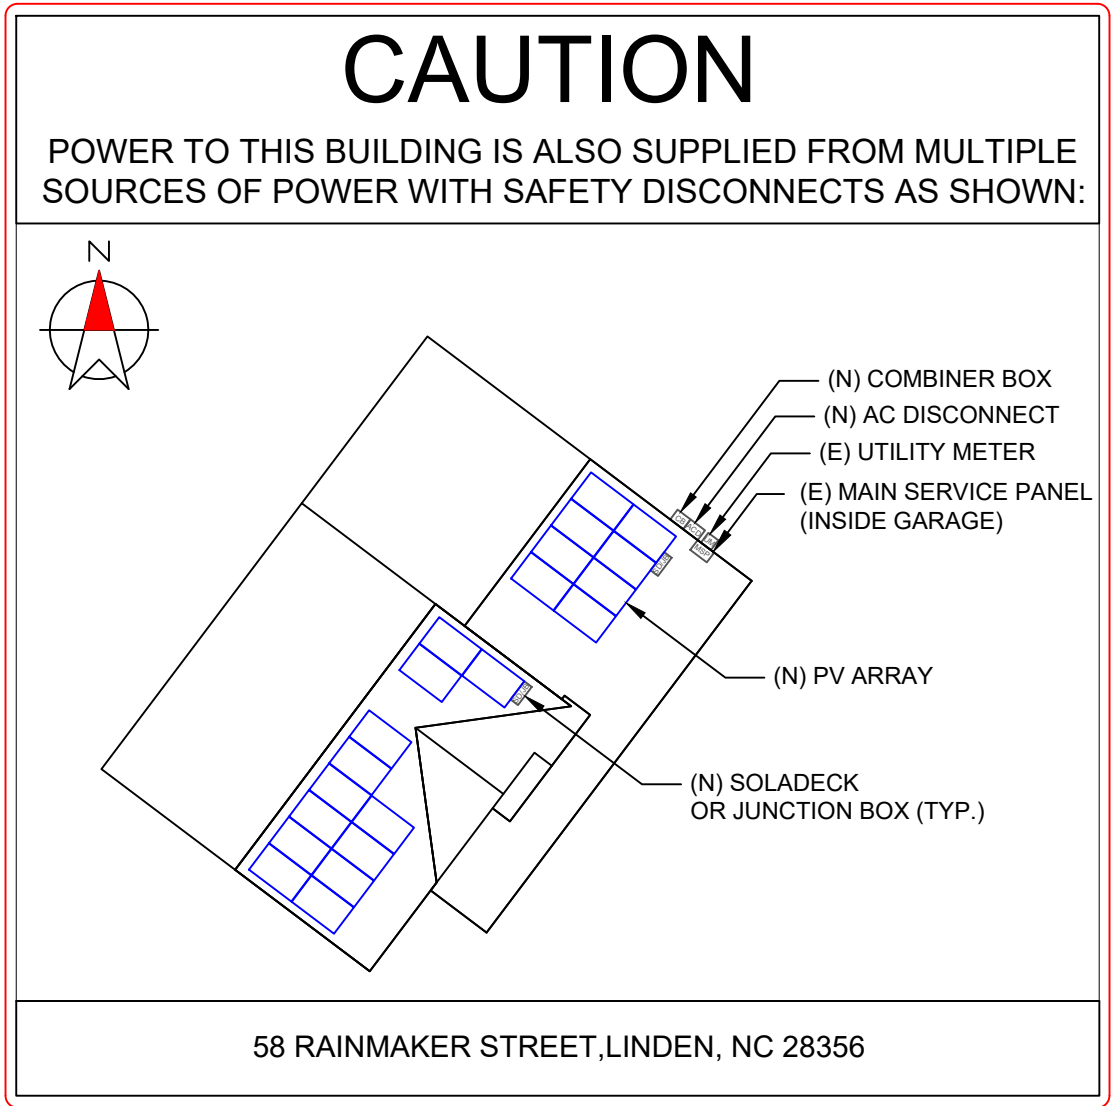 CAUTION
POWER TO THIS BUILDING IS ALSO SUPPLIED FROM MULTIPLE
SOURCES OF POWER WITH SAFETY DISCONNECTS AS SHOWN:
N
(N) COMBINER BOX
(N) AC DISCONNECT
(E) UTILITY METER
(E) MAIN SERVICE PANEL
(INSIDE GARAGE)
CB
ACD
UM
MSP
(N) PV ARRAY
(N) SOLADECK
OR JUNCTION BOX (TYP.)
58 RAINMAKER STREET,LINDEN, NC 28356